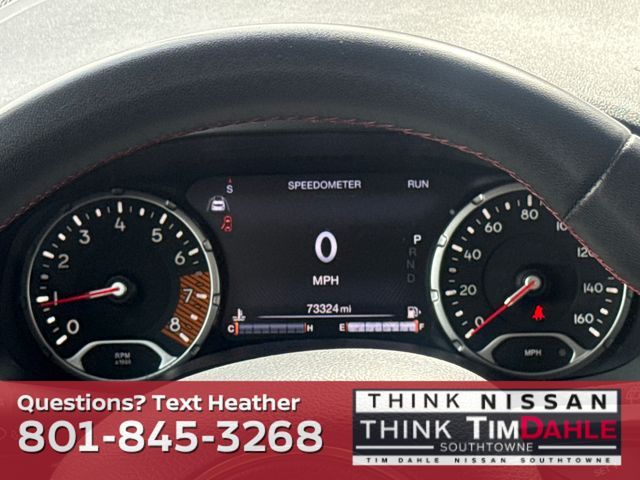 S SPEEDOMETER RUN
0
MPH
P
R
N
D
73324 mi
C H E F
0 1 2 3 4 5 6 7 8
RPM
x1000
0 20 40 60 80 100 120 140 160
MPH
Questions? Text Heather
801-845-3268
THINK NISSAN
THINK TIMDAHLE
SOUTHTOWNE
TIM DAHLE NISSAN SOUTHTOWNE